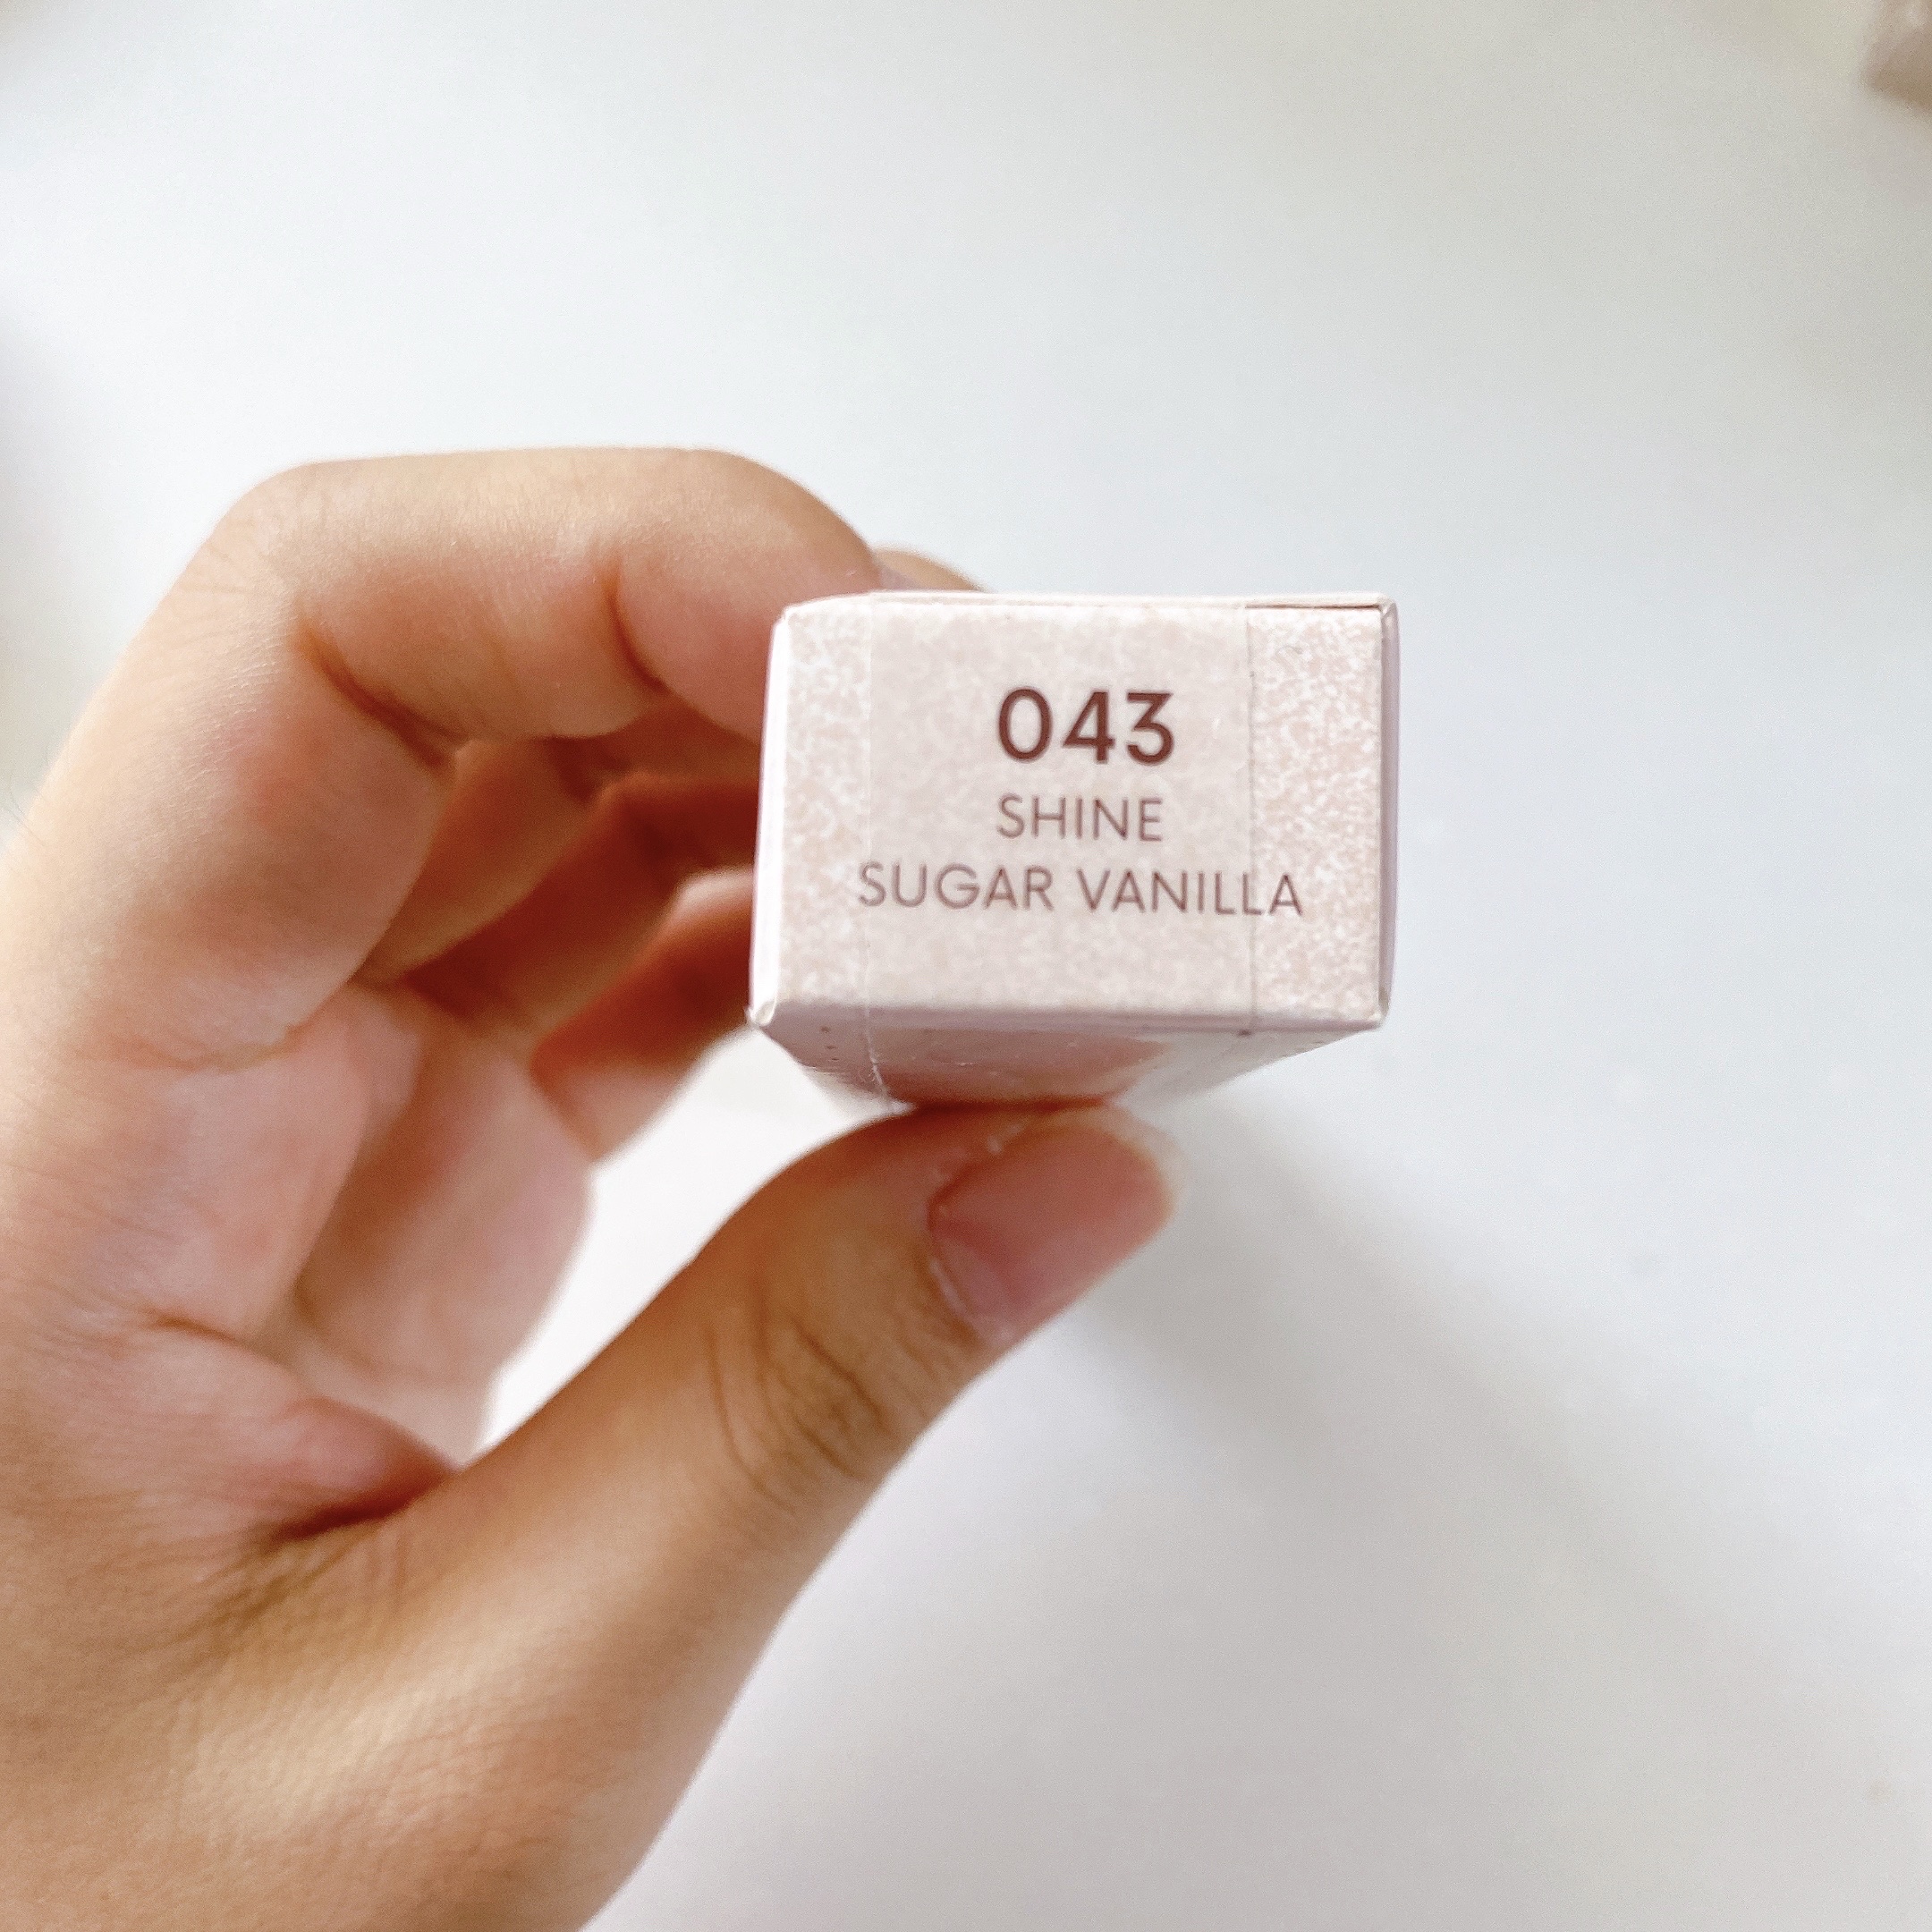 043
SHINE
SUGAR VANILLA